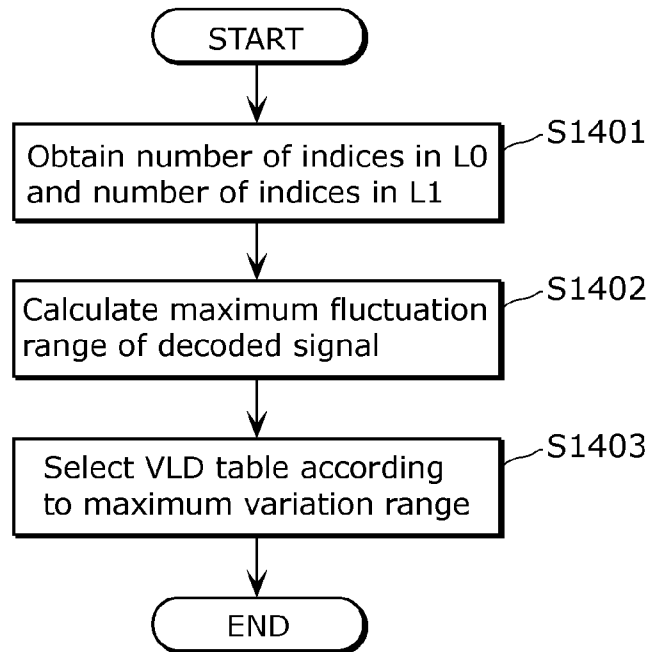 START
S1401
Obtain number of indices in L0
and number of indices in L1
S1402
Calculate maximum fluctuation
range of decoded signal
S1403
Select VLD table according
to maximum variation range
END